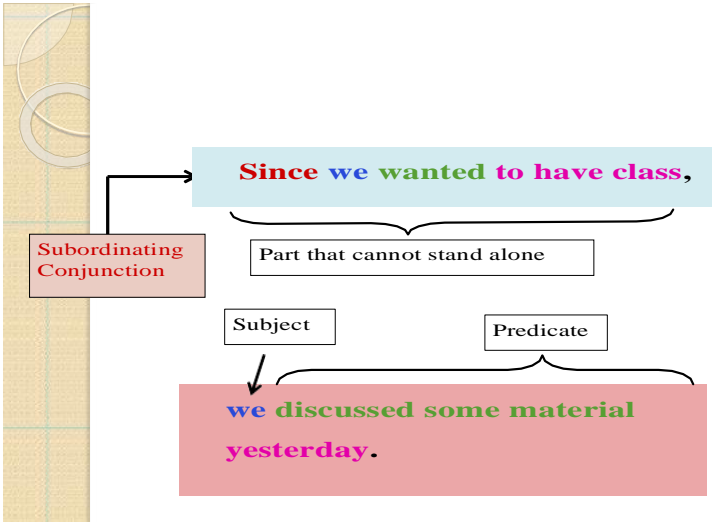 Since we wanted to have class,
Subordinating
Conjunction
Part that cannot stand alone
Subject
Predicate
we discussed some material
yesterday.